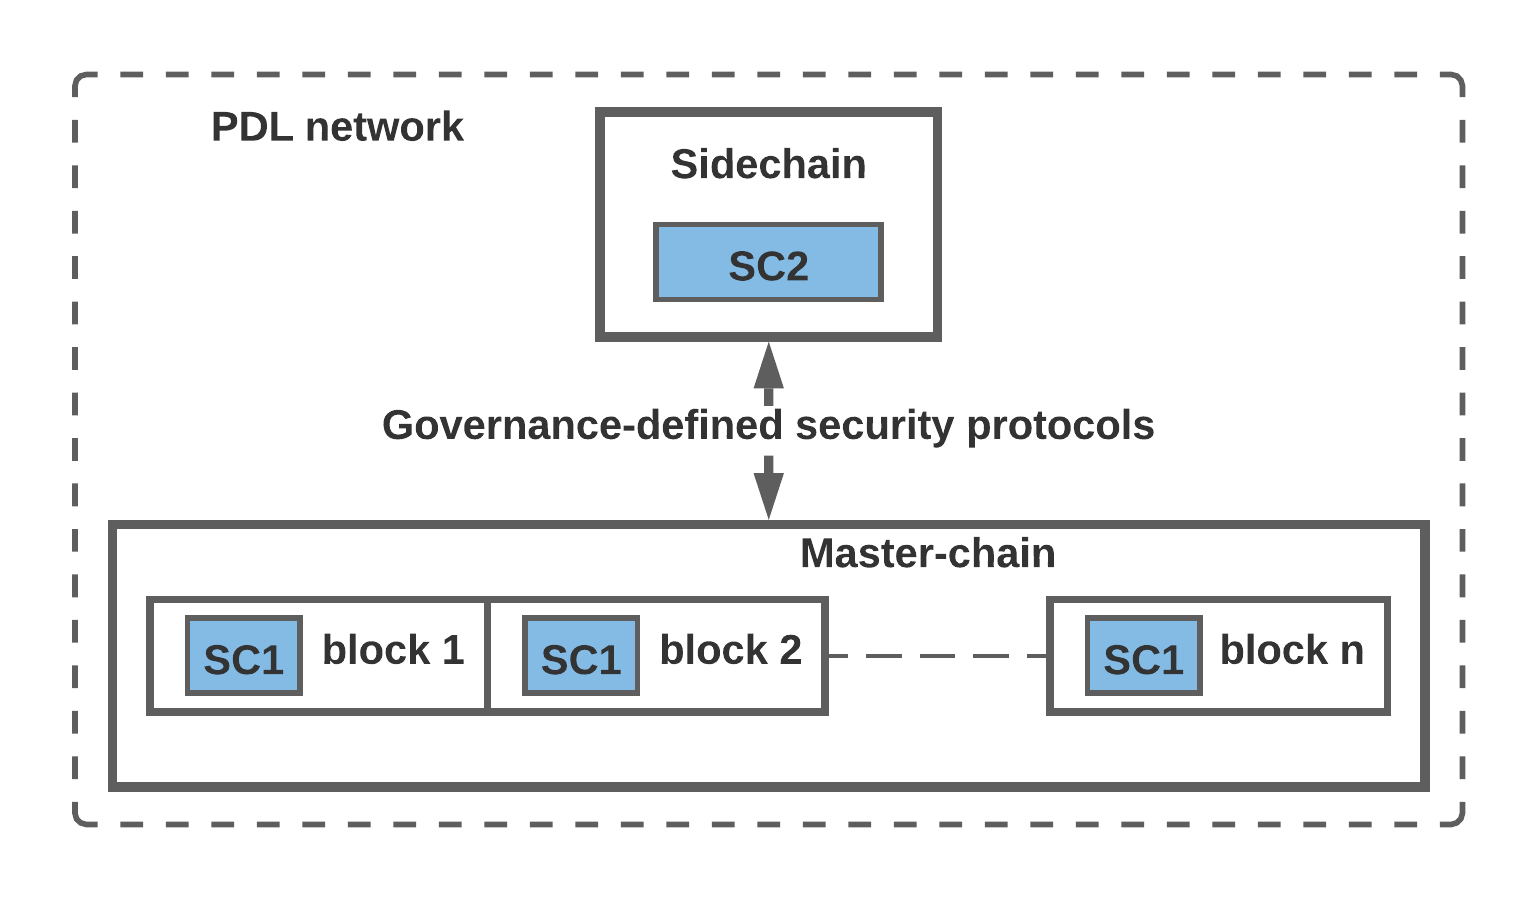 PDL network
Sidechain
SC2
Governance-defined security protocols
Master-chain
SC1 block 1 SC1 block 2 SC1 block n